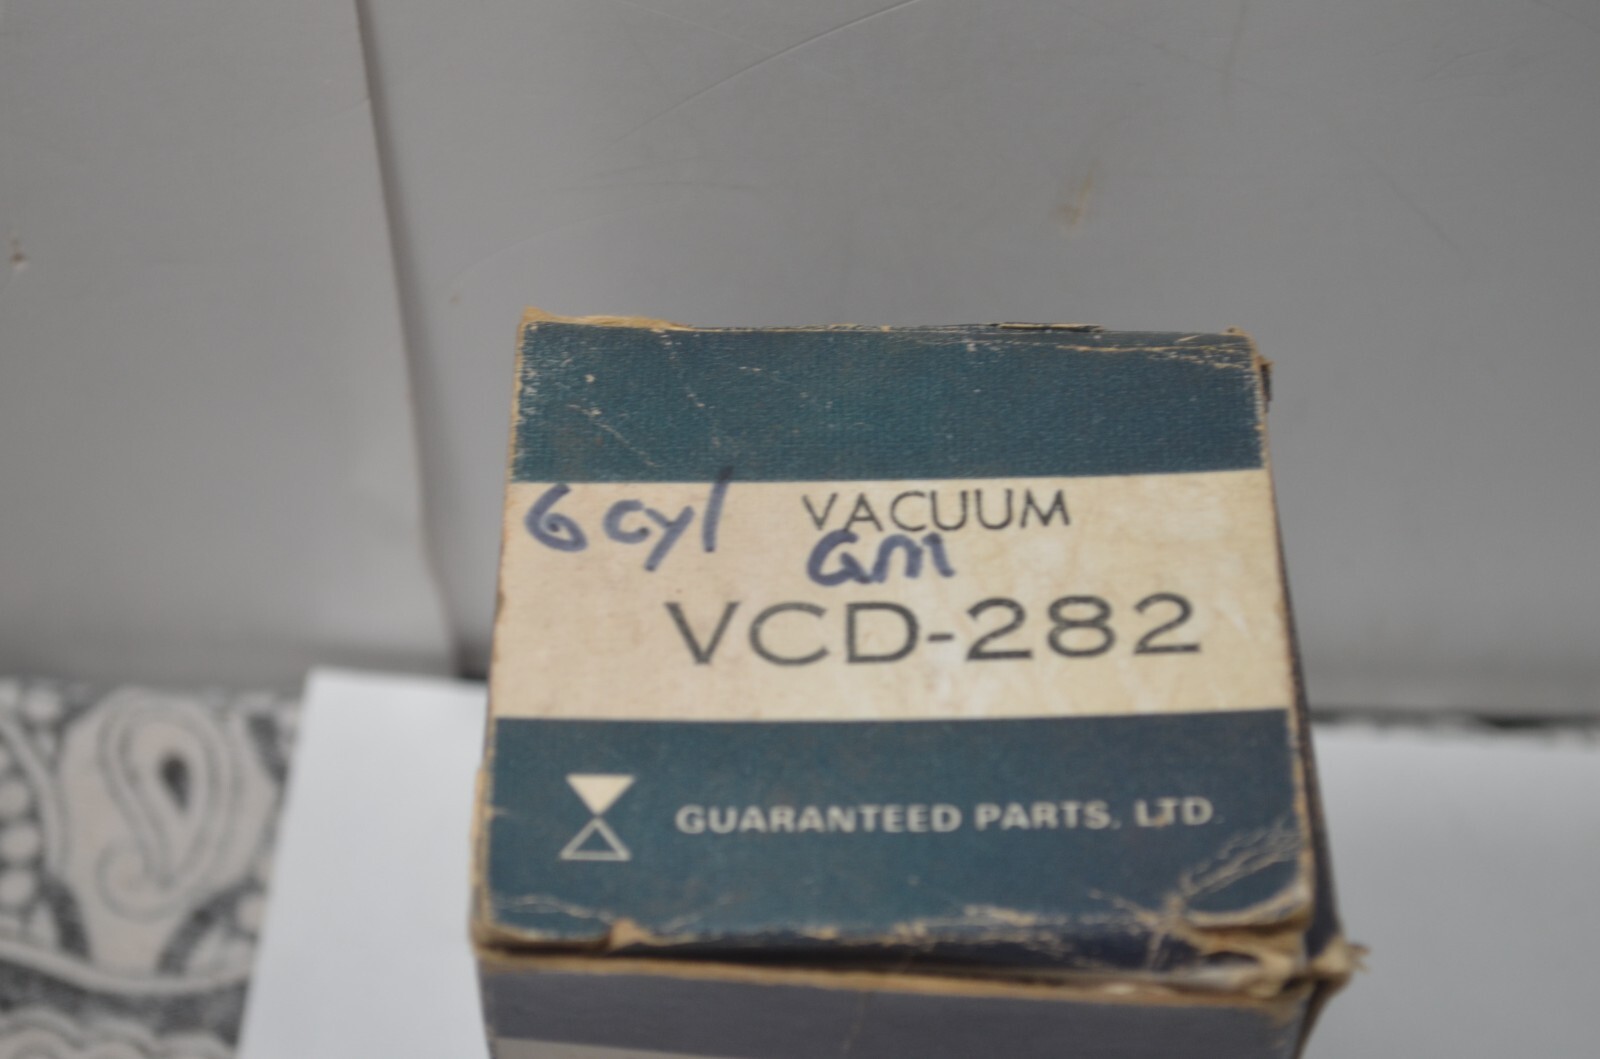 6 cyl VACUUM
GM
VCD-282
GUARANTEED PARTS, LTD.